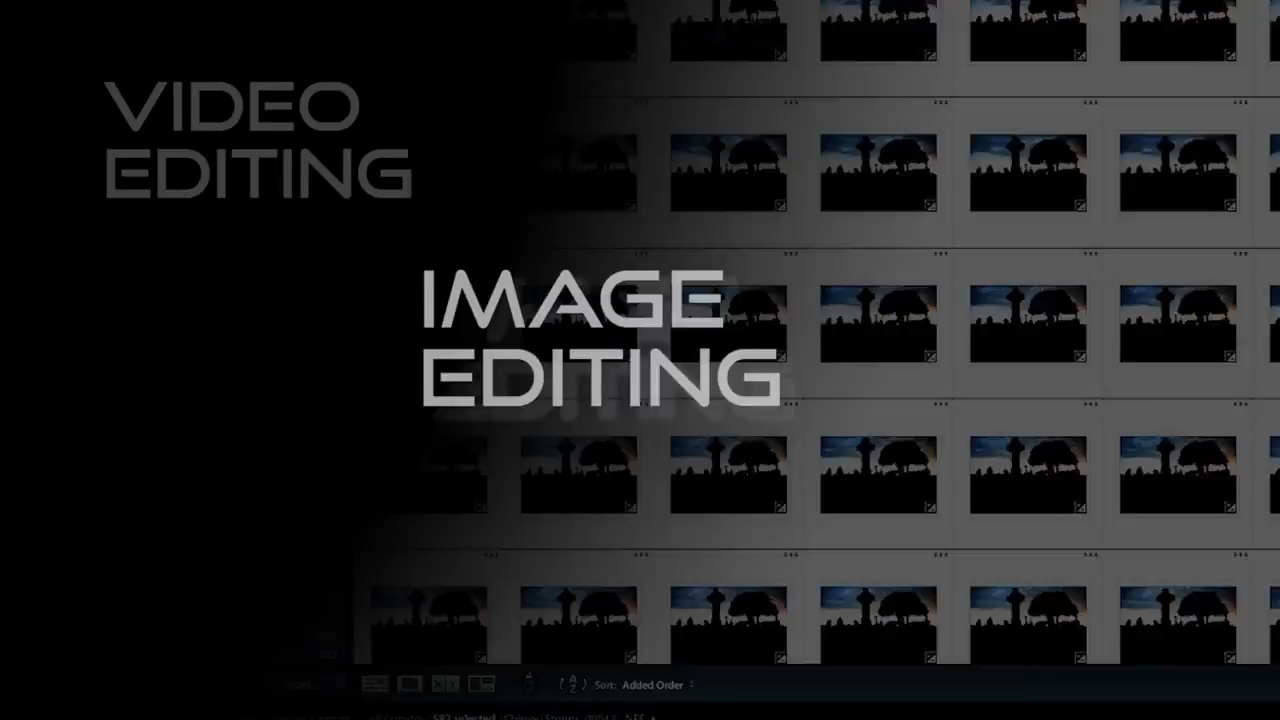 VIDEO
EDITING
IMAGE
EDITING
Sort: Added Order